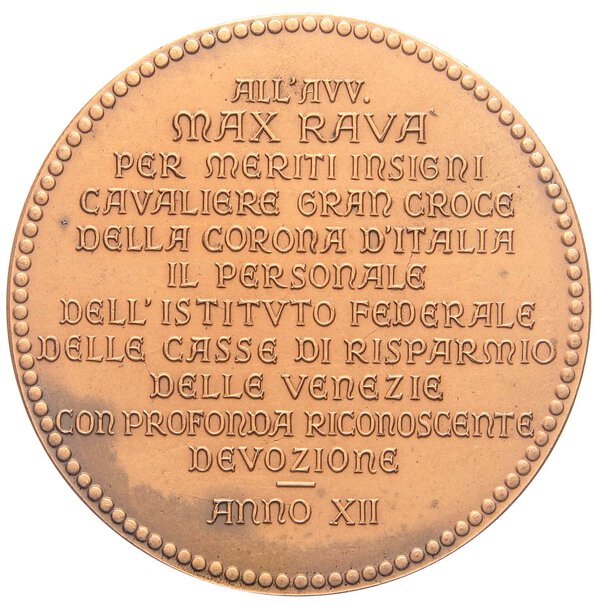 ALL'AVV.
MAX RAVA
PER MERITI INSIGNI
CAVALIERE GRAN CROCE
DELLA CORONA D'ITALIA
IL PERSONALE
DELL'ISTITVTO FEDERALE
DELLE CASSE DI RISPARMIO
DELLE VENEZIE
CON PROFONDA RICONOSCENTE
DEVOZIONE
ANNO XII